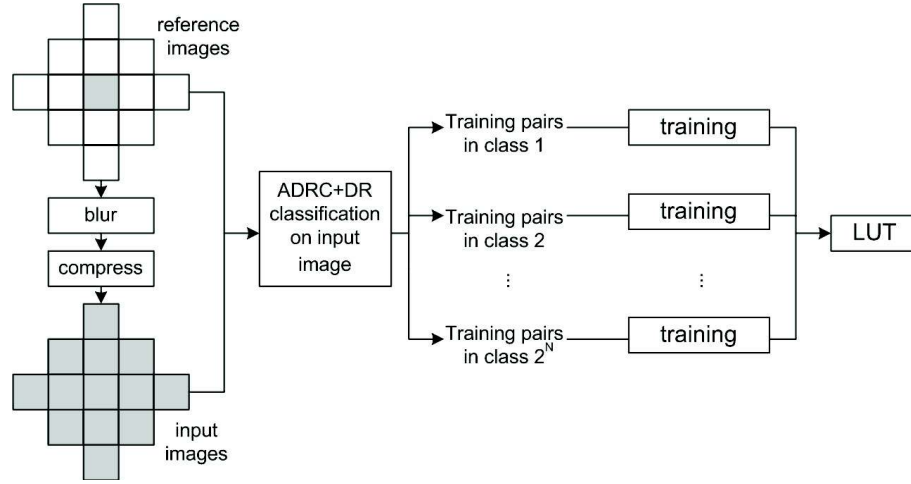 reference
images
blur
compress
input
images
ADRC+DR
classification
on input
image
Training pairs
in class 1
training
Training pairs
in class 2
training
⋮
⋮
Training pairs
in class 2^N
training
LUT